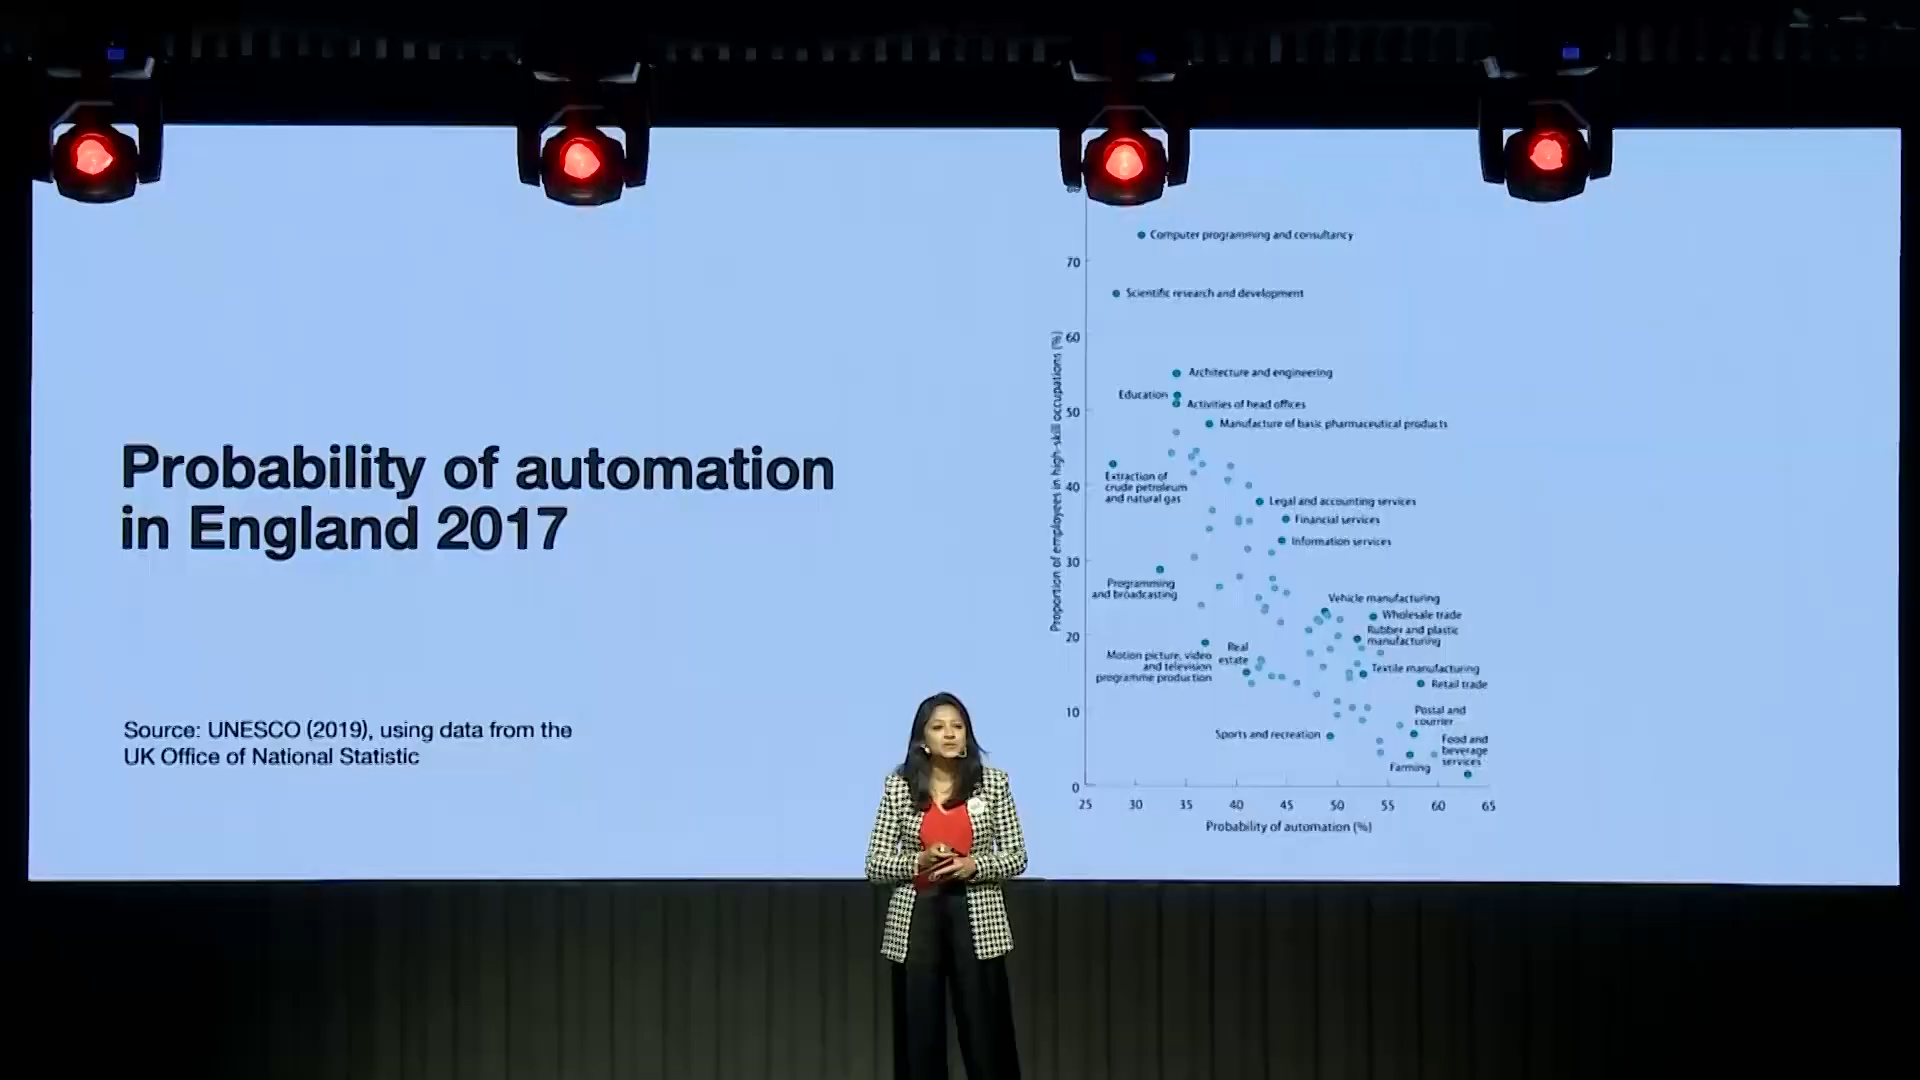 Probability of automation
in England 2017
Source: UNESCO (2019), using data from the
UK Office of National Statistic
Proportion of employees in high-skill occupations (%)
80
70
60
50
40
30
20
10
0
Computer programming and consultancy
Scientific research and development
Architecture and engineering
Education
Activities of head offices
Manufacture of basic pharmaceutical products
Extraction of
crude petroleum
and natural gas
Legal and accounting services
Financial services
Information services
Programming
and broadcasting
Vehicle manufacturing
Wholesale trade
Rubber and plastic
manufacturing
Real
estate
Motion picture, video
and television
programme production
Textile manufacturing
Retail trade
Postal and
courrier
Sports and recreation
Food and
beverage
services
Farming
25 30 35 40 45 50 55 60 65
Probability of automation (%)